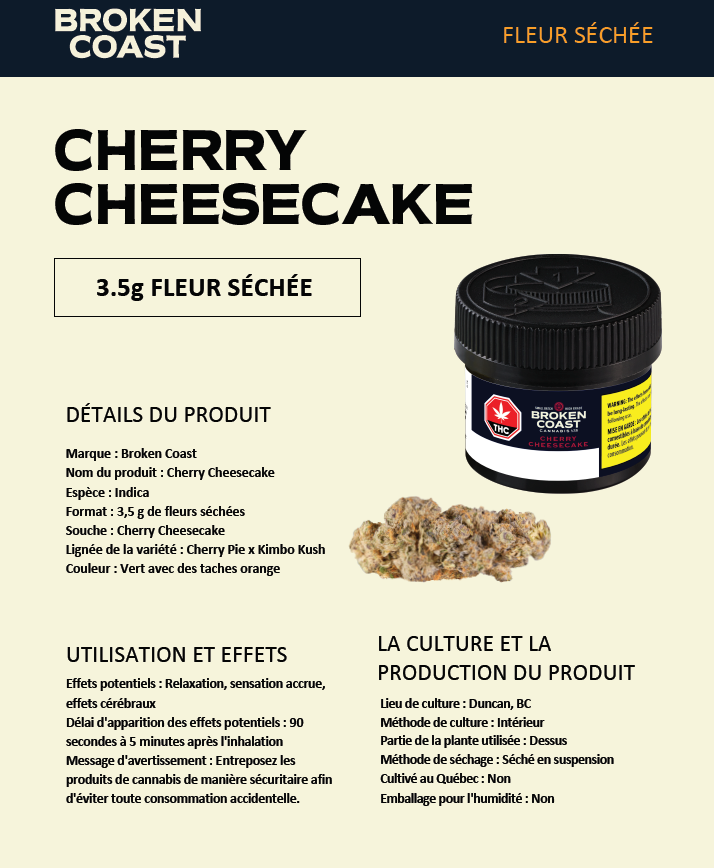 BROKEN
COAST
FLEUR SÉCHÉE
CHERRY
CHEESECAKE
3.5g FLEUR SÉCHÉE
THC
BROKEN
COAST
CHERRY
CHEESECAKE
DÉTAILS DU PRODUIT
Marque : Broken Coast
Nom du produit : Cherry Cheesecake
Espèce : Indica
Format : 3,5 g de fleurs séchées
Souche : Cherry Cheesecake
Lignée de la variété : Cherry Pie x Kimbo Kush
Couleur : Vert avec des taches orange
UTILISATION ET EFFETS
Effets potentiels : Relaxation, sensation accrue,
effets cérébraux
Délai d'apparition des effets potentiels : 90
secondes à 5 minutes après l'inhalation
Message d'avertissement : Entreposez les
produits de cannabis de manière sécuritaire afin
d'éviter toute consommation accidentelle.
LA CULTURE ET LA
PRODUCTION DU PRODUIT
Lieu de culture : Duncan, BC
Méthode de culture : Intérieur
Partie de la plante utilisée : Dessus
Méthode de séchage : Séché en suspension
Cultivé au Québec : Non
Emballage pour l'humidité : Non